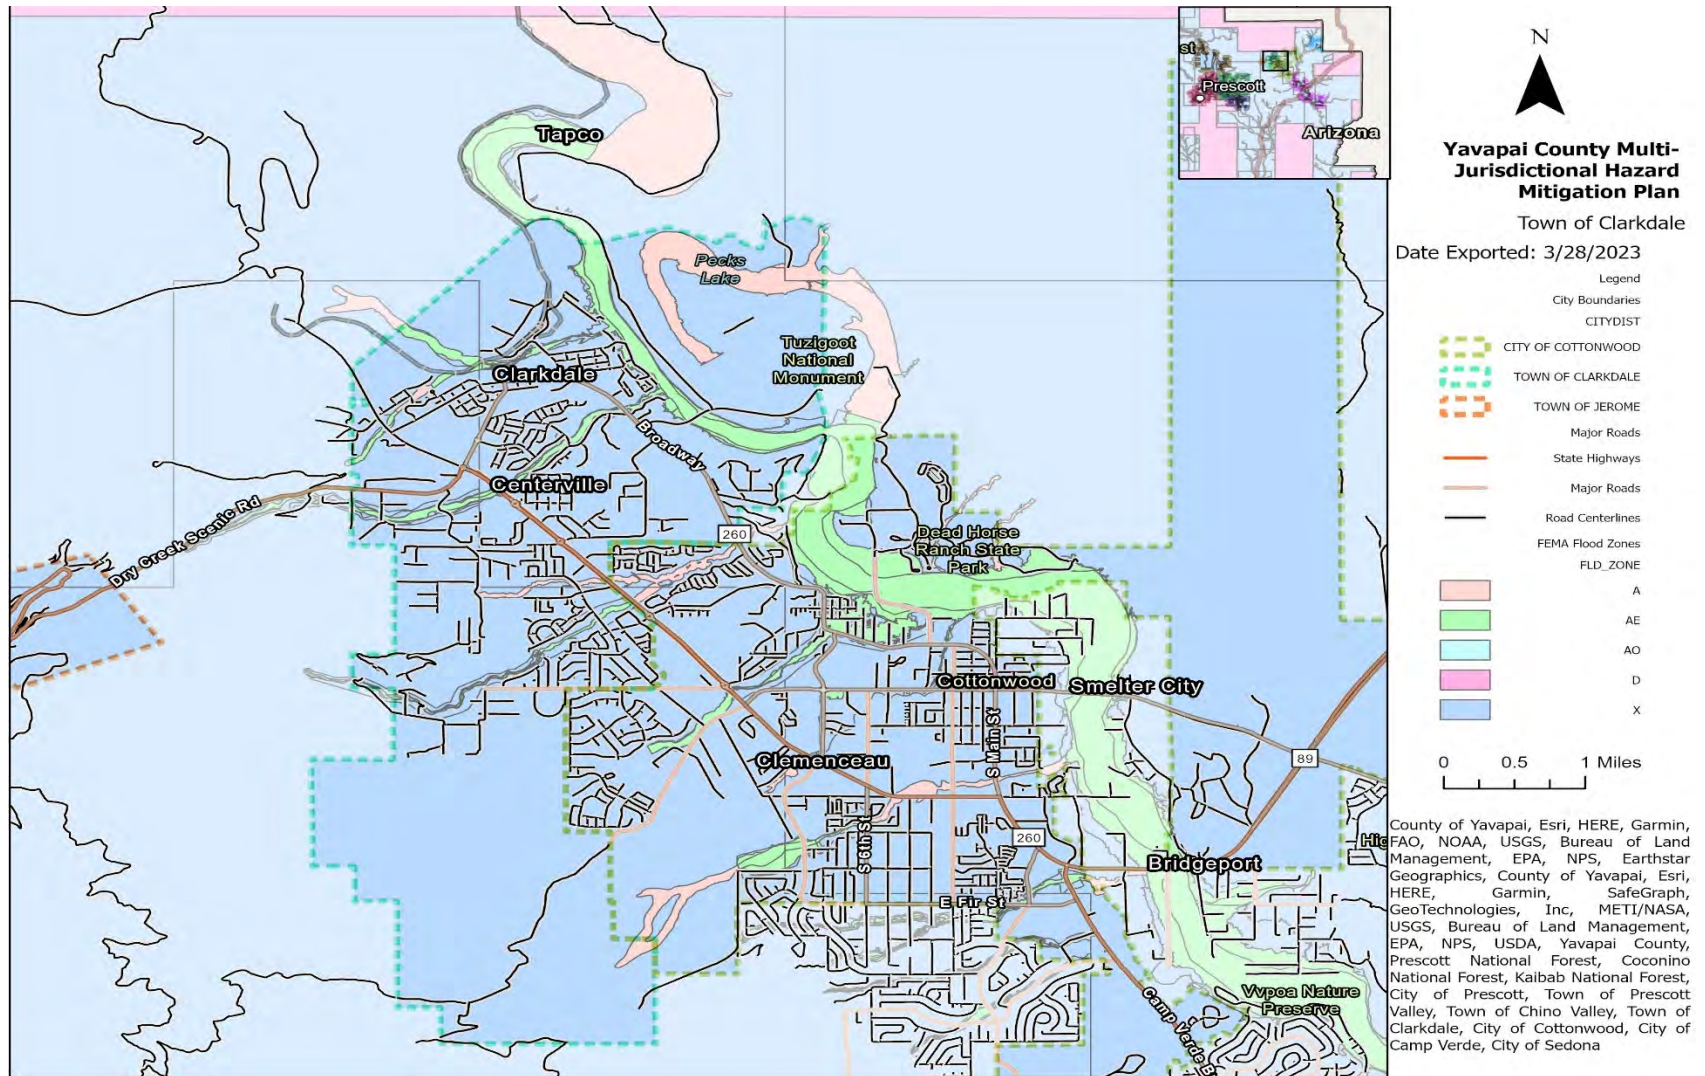 Tapco
Pecks
Lake
Tuzigoot
National
Monument
Clarkdale
Broadway
Centerville
Dry Creek Scenic Rd
260
Dead Horse
Ranch State
Park
Cottonwood
Smelter City
S Main St
Clemenceau
89
S 6th St
260
Bridgeport
E Fir St
Vvpoa Nature
Preserve
Camp Verde B
Hig
st
Prescott
Arizona
N
Yavapai County Multi-
Jurisdictional Hazard
Mitigation Plan
Town of Clarkdale
Date Exported: 3/28/2023
Legend
City Boundaries
CITYDIST
CITY OF COTTONWOOD
TOWN OF CLARKDALE
TOWN OF JEROME
Major Roads
State Highways
Major Roads
Road Centerlines
FEMA Flood Zones
FLD_ZONE
A
AE
AO
D
X
0 0.5 1 Miles
County of Yavapai, Esri, HERE, Garmin,
FAO, NOAA, USGS, Bureau of Land
Management, EPA, NPS, Earthstar
Geographics, County of Yavapai, Esri,
HERE, Garmin, SafeGraph,
GeoTechnologies, Inc, METI/NASA,
USGS, Bureau of Land Management,
EPA, NPS, USDA, Yavapai County,
Prescott National Forest, Coconino
National Forest, Kaibab National Forest,
City of Prescott, Town of Prescott
Valley, Town of Chino Valley, Town of
Clarkdale, City of Cottonwood, City of
Camp Verde, City of Sedona